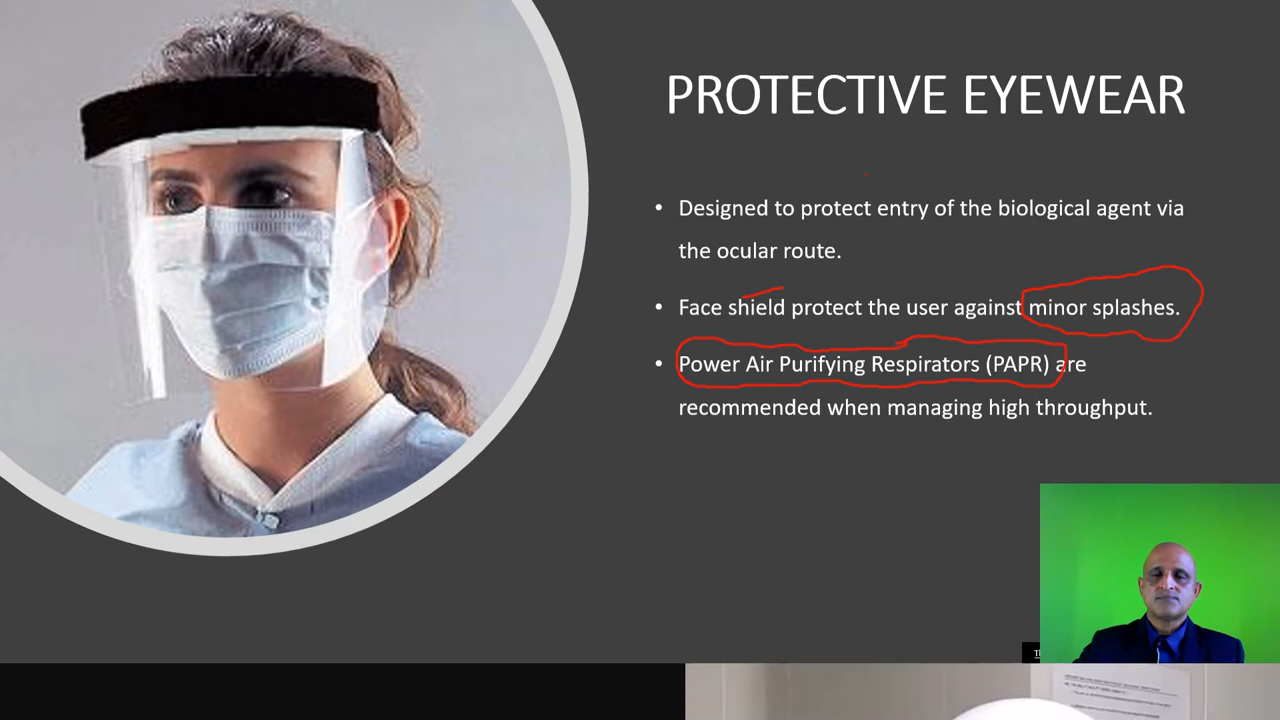 PROTECTIVE EYEWEAR
• Designed to protect entry of the biological agent via
the ocular route.
• Face shield protect the user against minor splashes.
• Power Air Purifying Respirators (PAPR) are
recommended when managing high throughput.